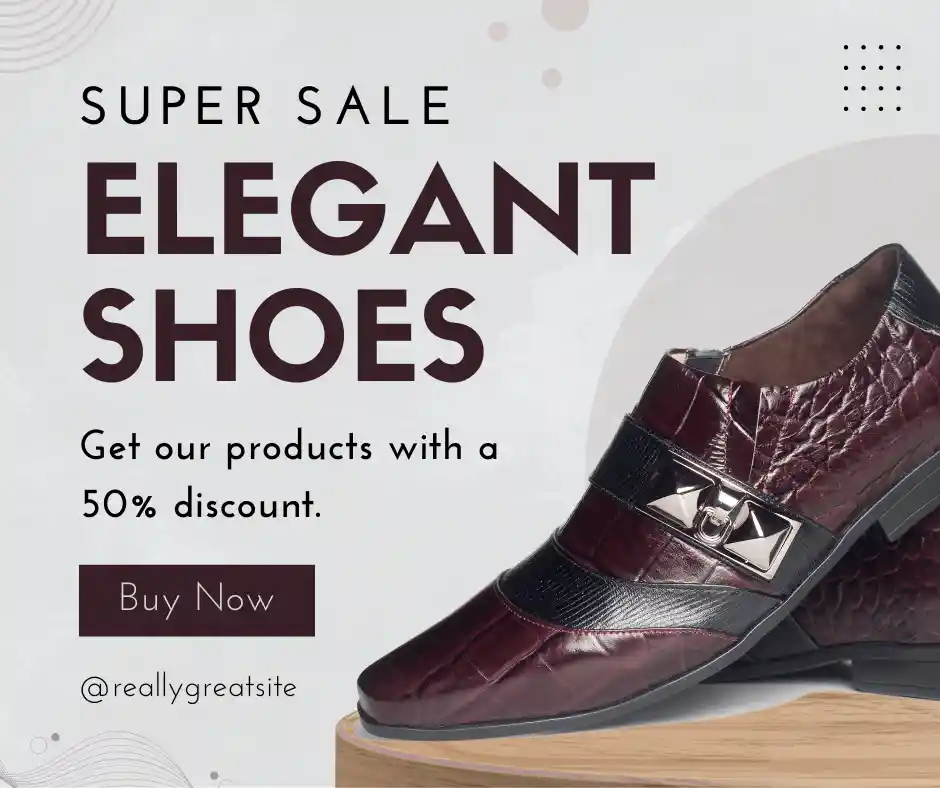 SUPER SALE
ELEGANT
SHOES
Get our products with a
50% discount.
Buy Now
@reallygreatsite